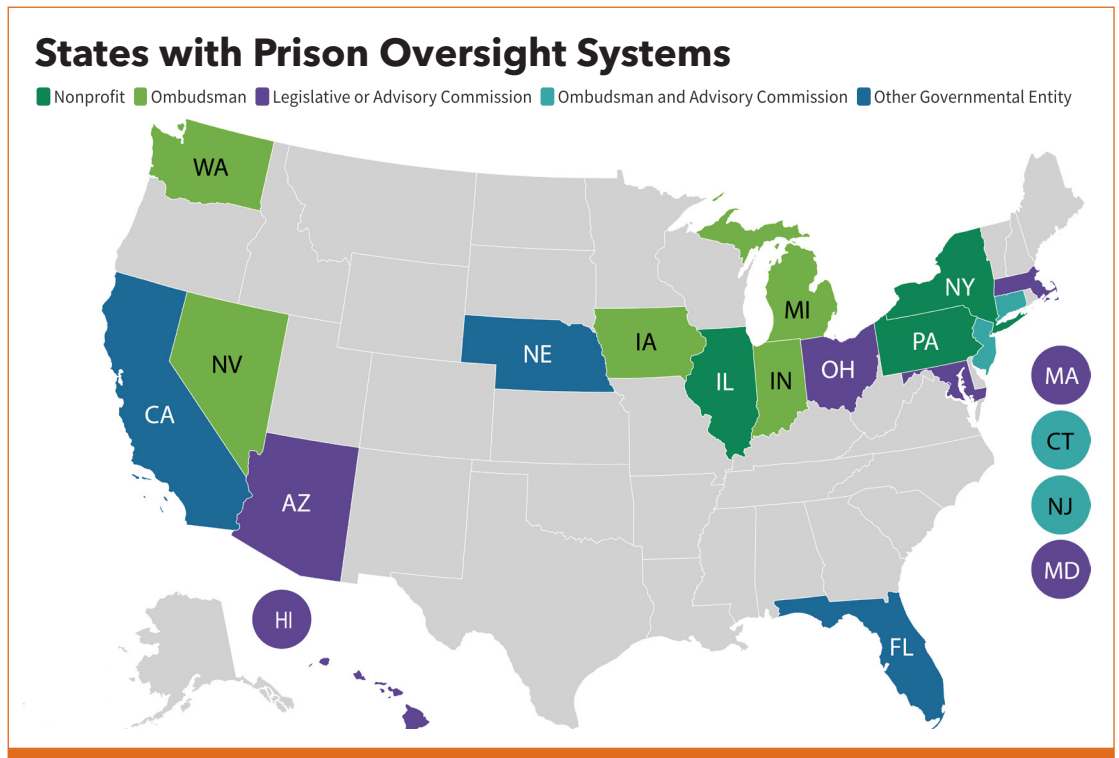 States with Prison Oversight Systems
Nonprofit Ombudsman Legislative or Advisory Commission Ombudsman and Advisory Commission Other Governmental Entity
WA
NY
MI
NE
IA
PA
NV
OH
IL
IN
MA
CA
CT
AZ
NJ
MD
HI
FL